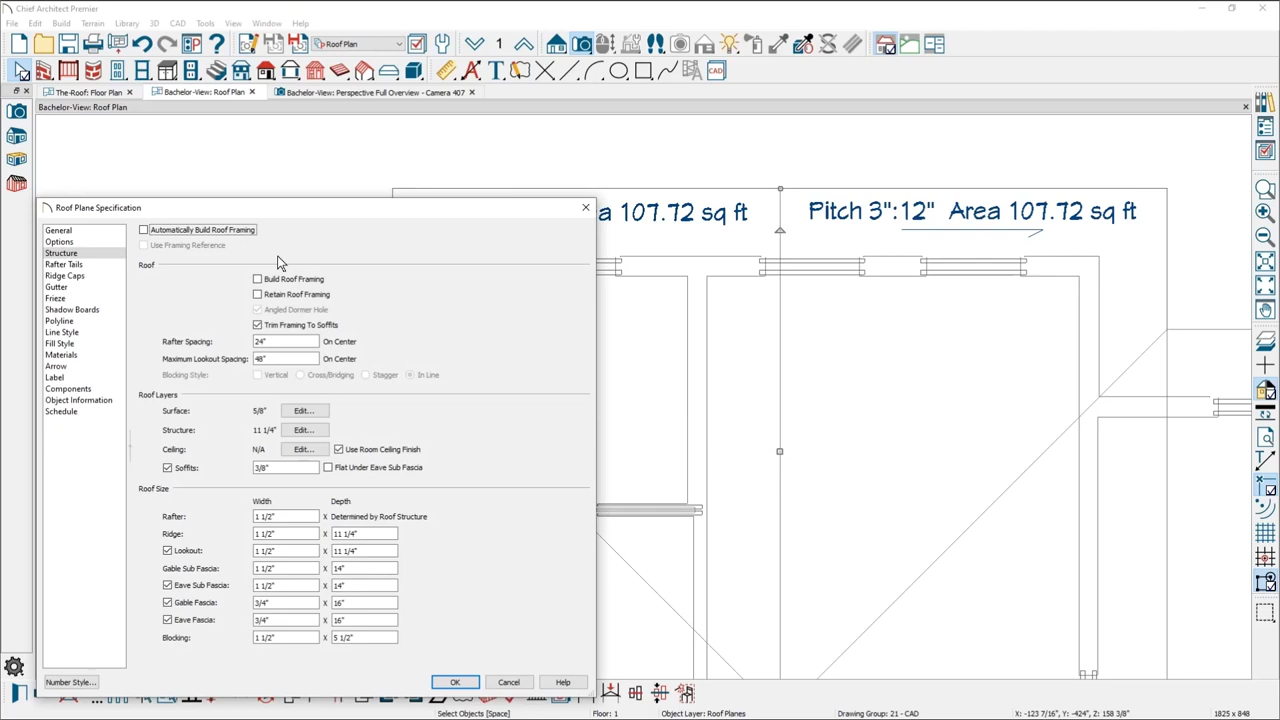 Chief Architect Premier
File Edit Build Terrain Library 3D CAD Tools View Window Help
Roof Plan
1
CAD
The-Roof: Floor Plan
Bachelor-View: Roof Plan
Bachelor-View: Perspective Full Overview - Camera 407
Bachelor-View: Roof Plan
Roof Plane Specification
General
Options
Structure
Rafter Tails
Ridge Caps
Gutter
Frieze
Shadow Boards
Polyline
Line Style
Fill Style
Materials
Arrow
Label
Components
Object Information
Schedule
Automatically Build Roof Framing
Use Framing Reference
Roof
Build Roof Framing
Retain Roof Framing
Angled Dormer Hole
Trim Framing To Soffits
Rafter Spacing: 24" On Center
Maximum Lookout Spacing: 48" On Center
Blocking Style: Vertical Cross/Bridging Stagger In Line
Roof Layers
Surface: 5/8" Edit...
Structure: 11 1/4" Edit...
Ceiling: N/A Edit... Use Room Ceiling Finish
Soffits: 3/8" Flat Under Eave Sub Fascia
Roof Size
Width Depth
Rafter: 1 1/2" X Determined by Roof Structure
Ridge: 1 1/2" X 11 1/4"
Lookout: 1 1/2" X 11 1/4"
Gable Sub Fascia: 1 1/2" X 14"
Eave Sub Fascia: 1 1/2" X 14"
Gable Fascia: 3/4" X 16"
Eave Fascia: 3/4" X 16"
Blocking: 1 1/2" X 5 1/2"
Number Style... OK Cancel Help
a 107.72 sq ft
Pitch 3":12" Area 107.72 sq ft
Select Objects [Space] Floor: 1 Object Layer: Roof Planes Drawing Group: 21 - CAD X: -123 7/16", Y: -424", Z: 158 3/8" 1825 x 848